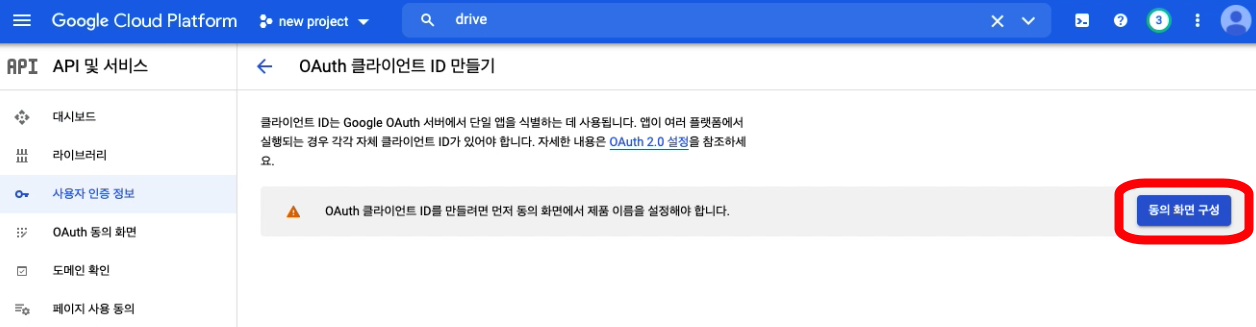 Google Cloud Platform
new project
drive
3
API
API 및 서비스
OAuth 클라이언트 ID 만들기
대시보드
라이브러리
사용자 인증 정보
OAuth 동의 화면
도메인 확인
페이지 사용 동의
클라이언트 ID는 Google OAuth 서버에서 단일 앱을 식별하는 데 사용됩니다. 앱이 여러 플랫폼에서
실행되는 경우 각각 자체 클라이언트 ID가 있어야 합니다. 자세한 내용은 OAuth 2.0 설정을 참조하세
요.
OAuth 클라이언트 ID를 만들려면 먼저 동의 화면에서 제품 이름을 설정해야 합니다.
동의 화면 구성